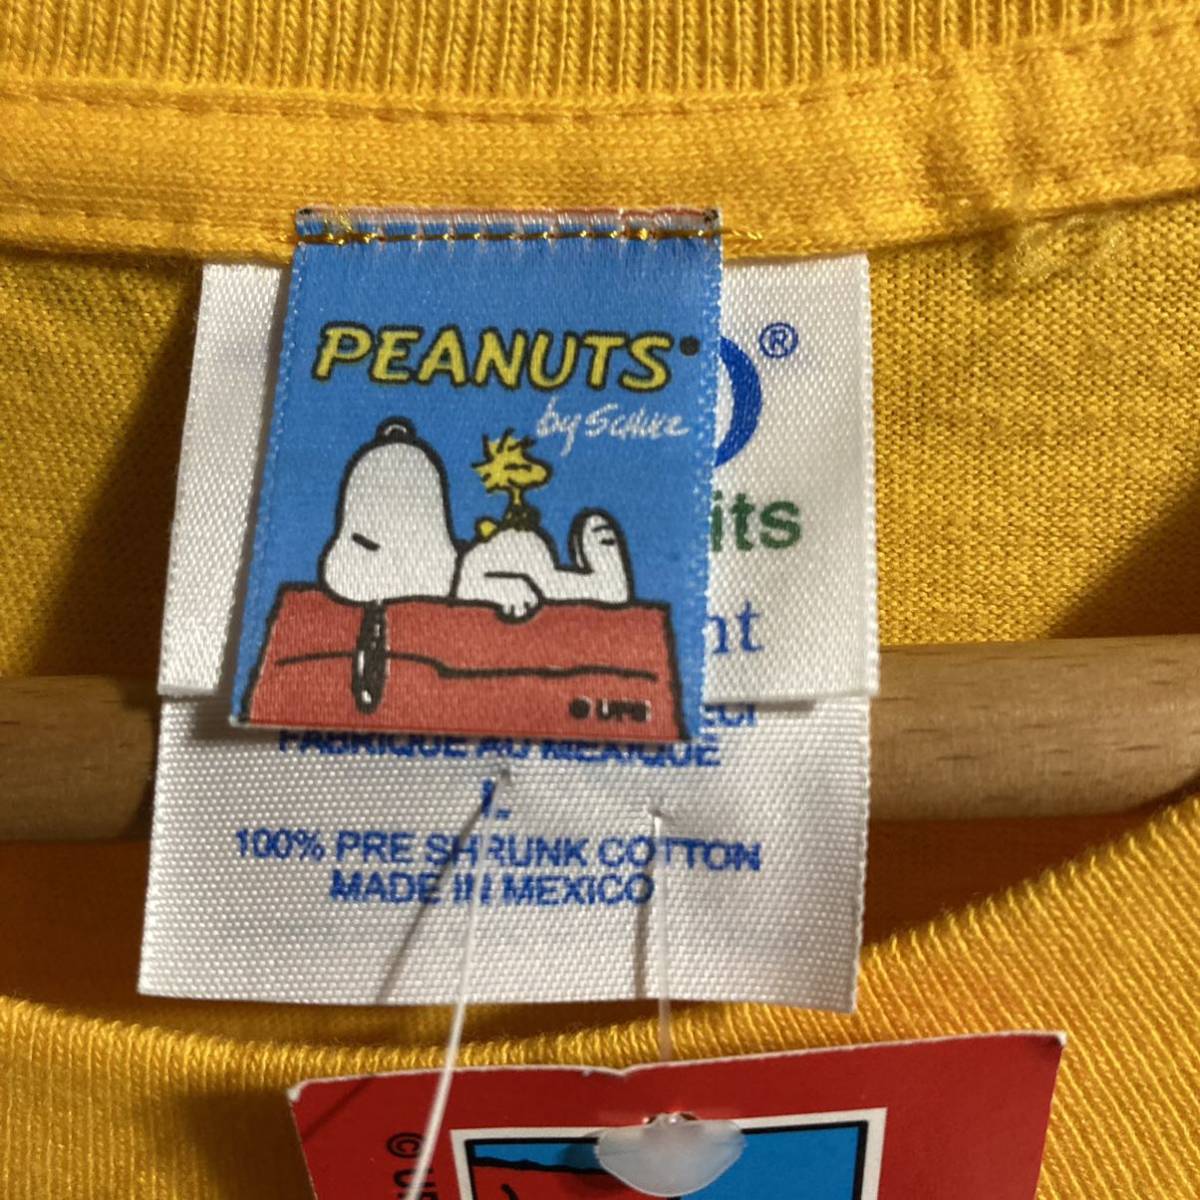 PEANUTS
by Schulz
© UFS
®
its
nt
FABRIQUE AU MEXIQUE
L
100% PRE SHRUNK COTTON
MADE IN MEXICO